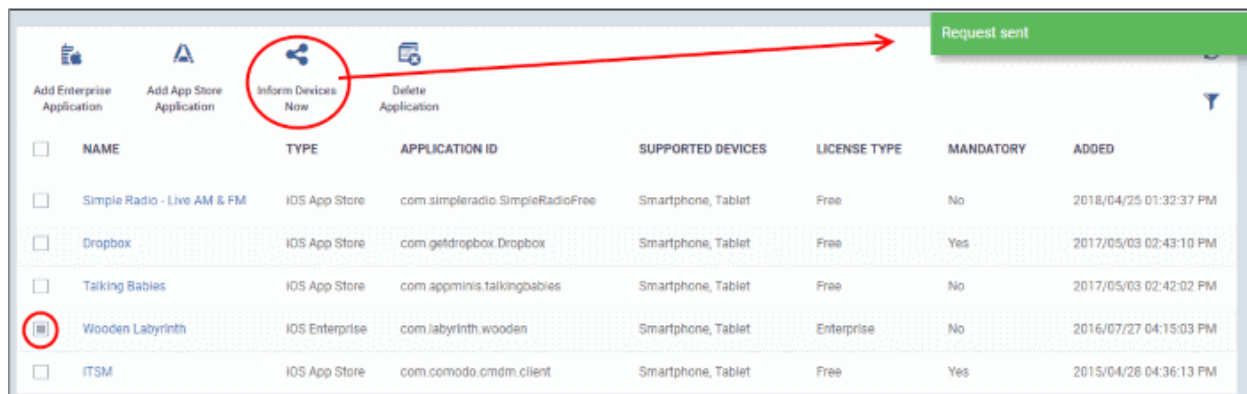 Request sent
Add Enterprise Application
Add App Store Application
Inform Devices Now
Delete Application
NAME TYPE APPLICATION ID SUPPORTED DEVICES LICENSE TYPE MANDATORY ADDED
Simple Radio - Live AM & FM iOS App Store com.simpleradio.SimpleRadioFree Smartphone, Tablet Free No 2018/04/25 01:32:37 PM
Dropbox iOS App Store com.getdropbox.Dropbox Smartphone, Tablet Free Yes 2017/05/03 02:43:10 PM
Talking Babies iOS App Store com.appminis.talkingbabies Smartphone, Tablet Free No 2017/05/03 02:42:02 PM
Wooden Labyrinth iOS Enterprise com.labyrinth.wooden Smartphone, Tablet Enterprise No 2016/07/27 04:15:03 PM
ITSM iOS App Store com.comodo.cmdm.client Smartphone, Tablet Free Yes 2015/04/28 04:36:13 PM